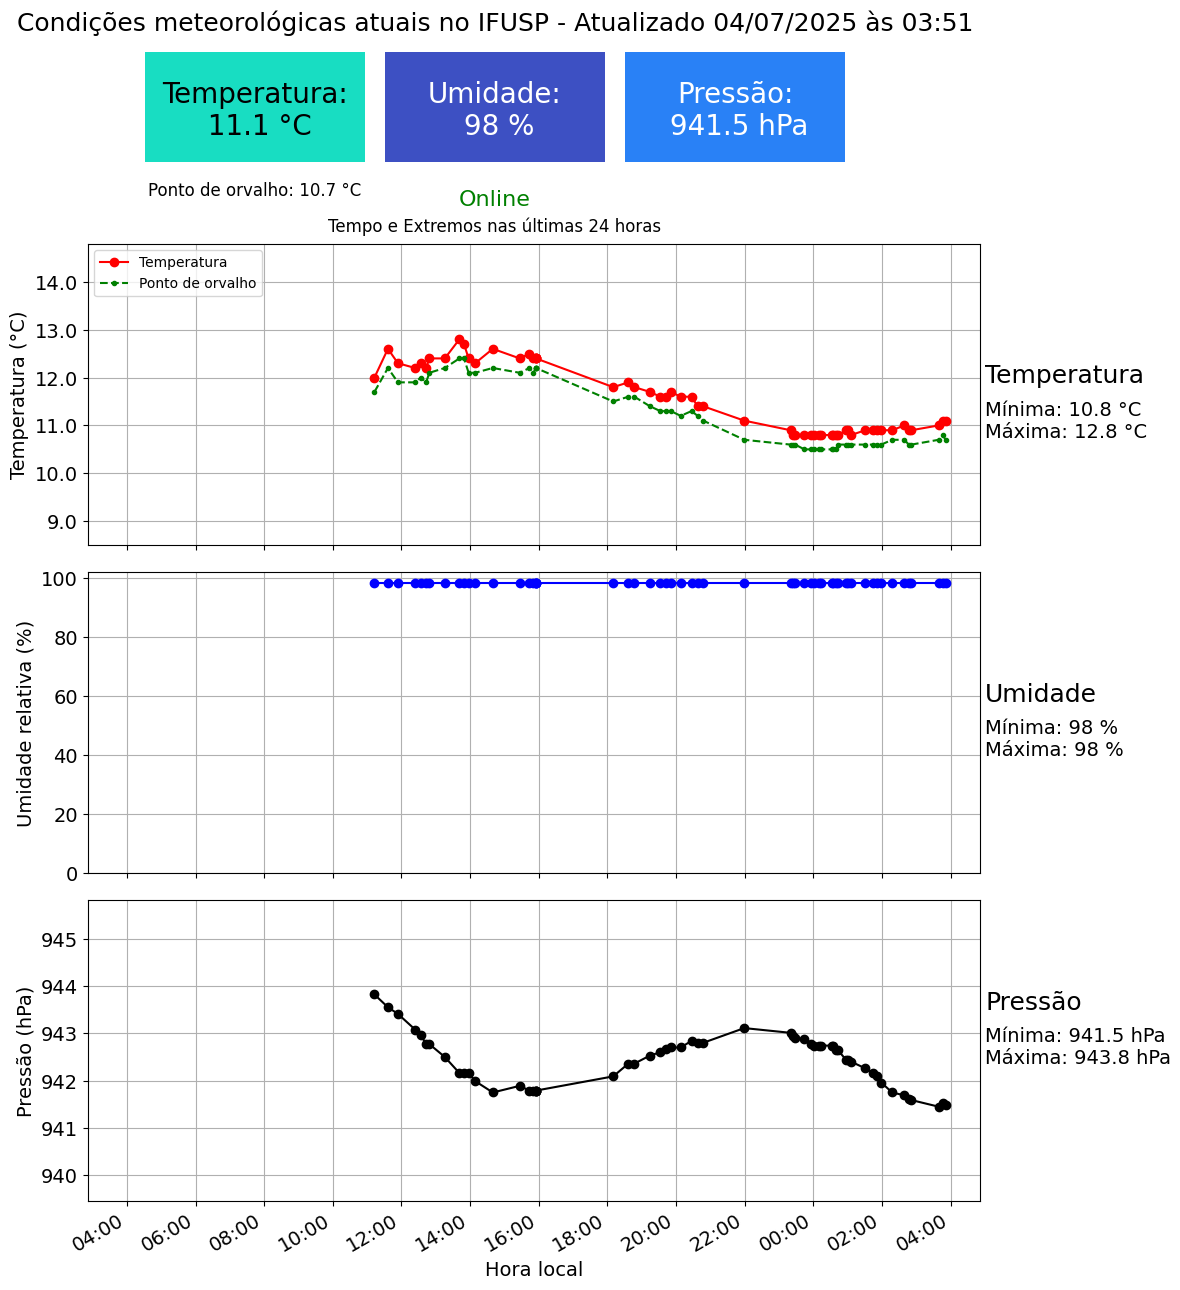 Condições meteorológicas atuais no IFUSP - Atualizado 04/07/2025 às 03:51
Temperatura:
11.1 °C
Umidade:
98 %
Pressão:
941.5 hPa
Ponto de orvalho: 10.7 °C
Online
Tempo e Extremos nas últimas 24 horas
Temperatura
Ponto de orvalho
Temperatura (°C)
14.0
13.0
12.0
11.0
10.0
9.0
Temperatura
Mínima: 10.8 °C
Máxima: 12.8 °C
Umidade relativa (%)
100
80
60
40
20
0
Umidade
Mínima: 98 %
Máxima: 98 %
Pressão (hPa)
945
944
943
942
941
940
Pressão
Mínima: 941.5 hPa
Máxima: 943.8 hPa
04:00
06:00
08:00
10:00
12:00
14:00
16:00
18:00
20:00
22:00
00:00
02:00
04:00
Hora local